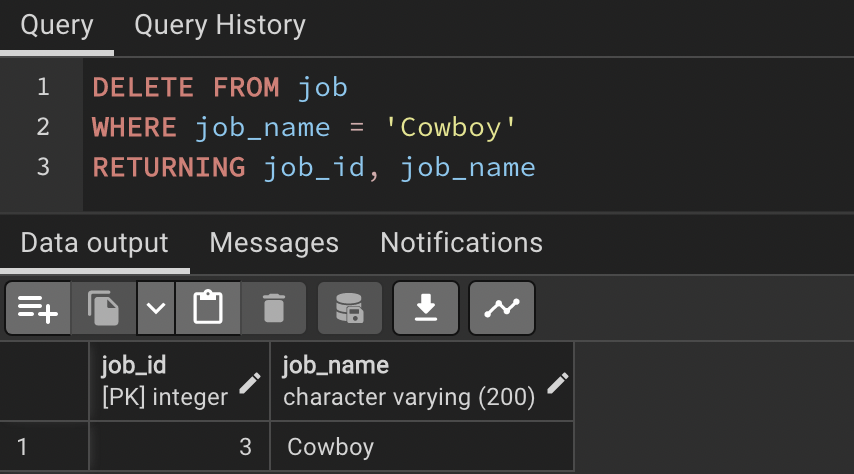 Query Query History
1 DELETE FROM job
2 WHERE job_name = 'Cowboy'
3 RETURNING job_id, job_name
Data output Messages Notifications
job_id job_name
[PK] integer character varying (200)
1 3 Cowboy